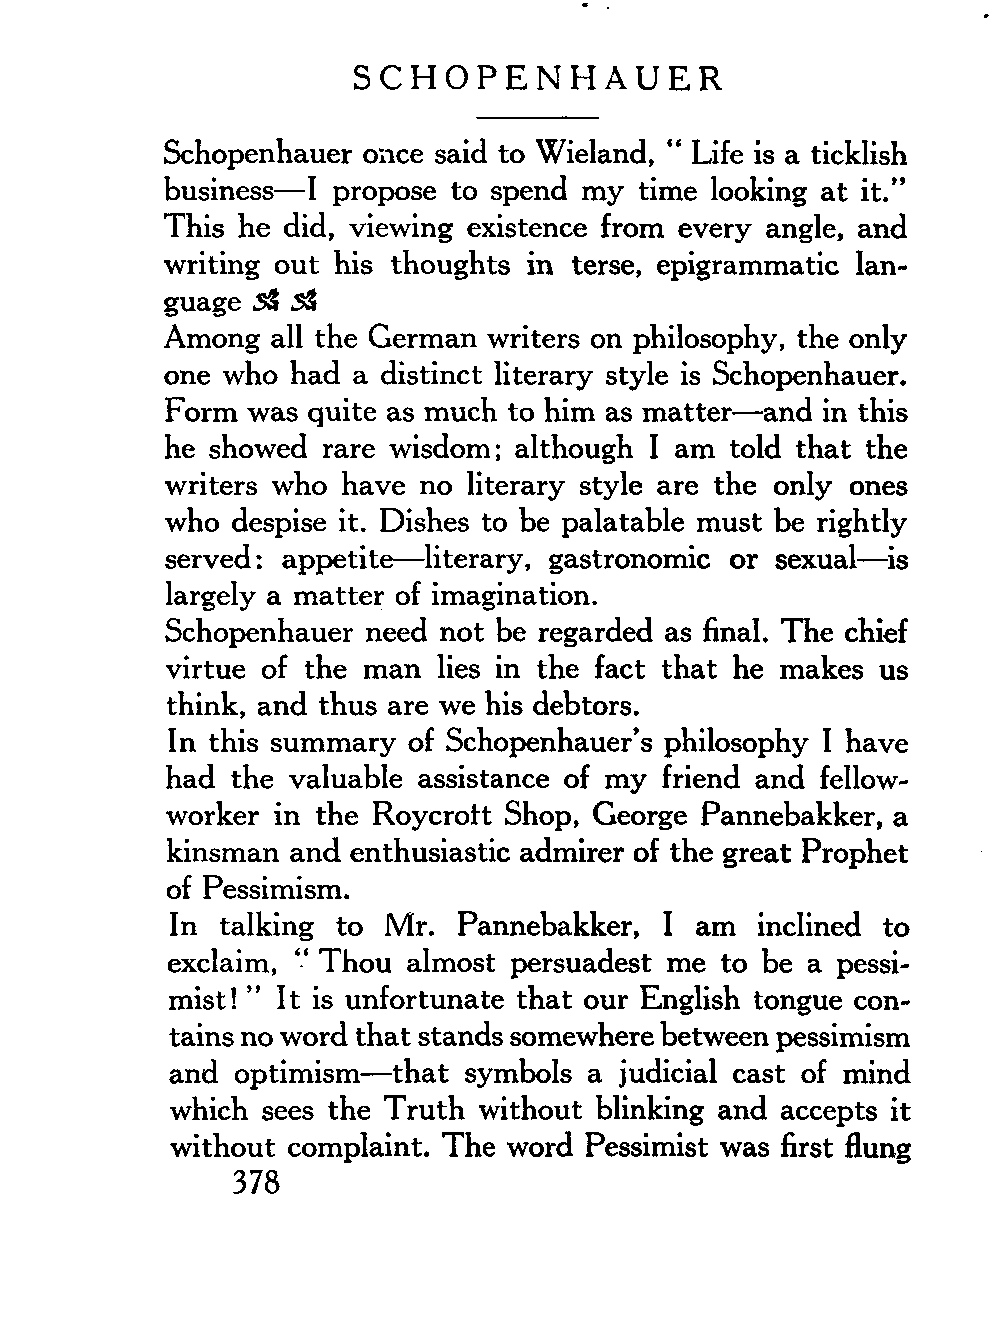 SCHOPENHAUER
Schopenhauer once said to Wieland, “ Life is a ticklish
business—I propose to spend my time looking at it.”
This he did, viewing existence from every angle, and
writing out his thoughts in terse, epigrammatic lan-
guage
Among all the German writers on philosophy, the only
one who had a distinct literary style is Schopenhauer.
Form was quite as much to him as matter—and in this
he showed rare wisdom; although I am told that the
writers who have no literary style are the only ones
who despise it. Dishes to be palatable must be rightly
served: appetite—literary, gastronomic or sexual—is
largely a matter of imagination.
Schopenhauer need not be regarded as final. The chief
virtue of the man lies in the fact that he makes us
think, and thus are we his debtors.
In this summary of Schopenhauer's philosophy I have
had the valuable assistance of my friend and fellow-
worker in the Roycroft Shop, George Pannebakker, a
kinsman and enthusiastic admirer of the great Prophet
of Pessimism.
In talking to Mr. Pannebakker, I am inclined to
exclaim, “ Thou almost persuadest me to be a pessi-
mist! ” It is unfortunate that our English tongue con-
tains no word that stands somewhere between pessimism
and optimism—that symbols a judicial cast of mind
which sees the Truth without blinking and accepts it
without complaint. The word Pessimist was first flung
378